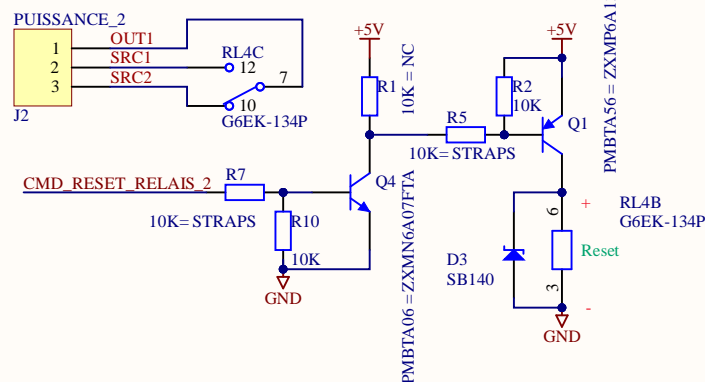 PUISSANCE_2
1
2
3
J2
OUT1
SRC1
SRC2
RL4C
12
7
10
G6EK-134P
+5V
R1
10K = NC
R5
10K= STRAPS
+5V
R2
10K
Q1
PMBTA56 = ZXMP6A1
CMD_RESET_RELAIS_2
R7
10K= STRAPS
R10
10K
GND
Q4
PMBTA06 = ZXMN6A07FTA
D3
SB140
+
6
RL4B
G6EK-134P
Reset
3
-
GND